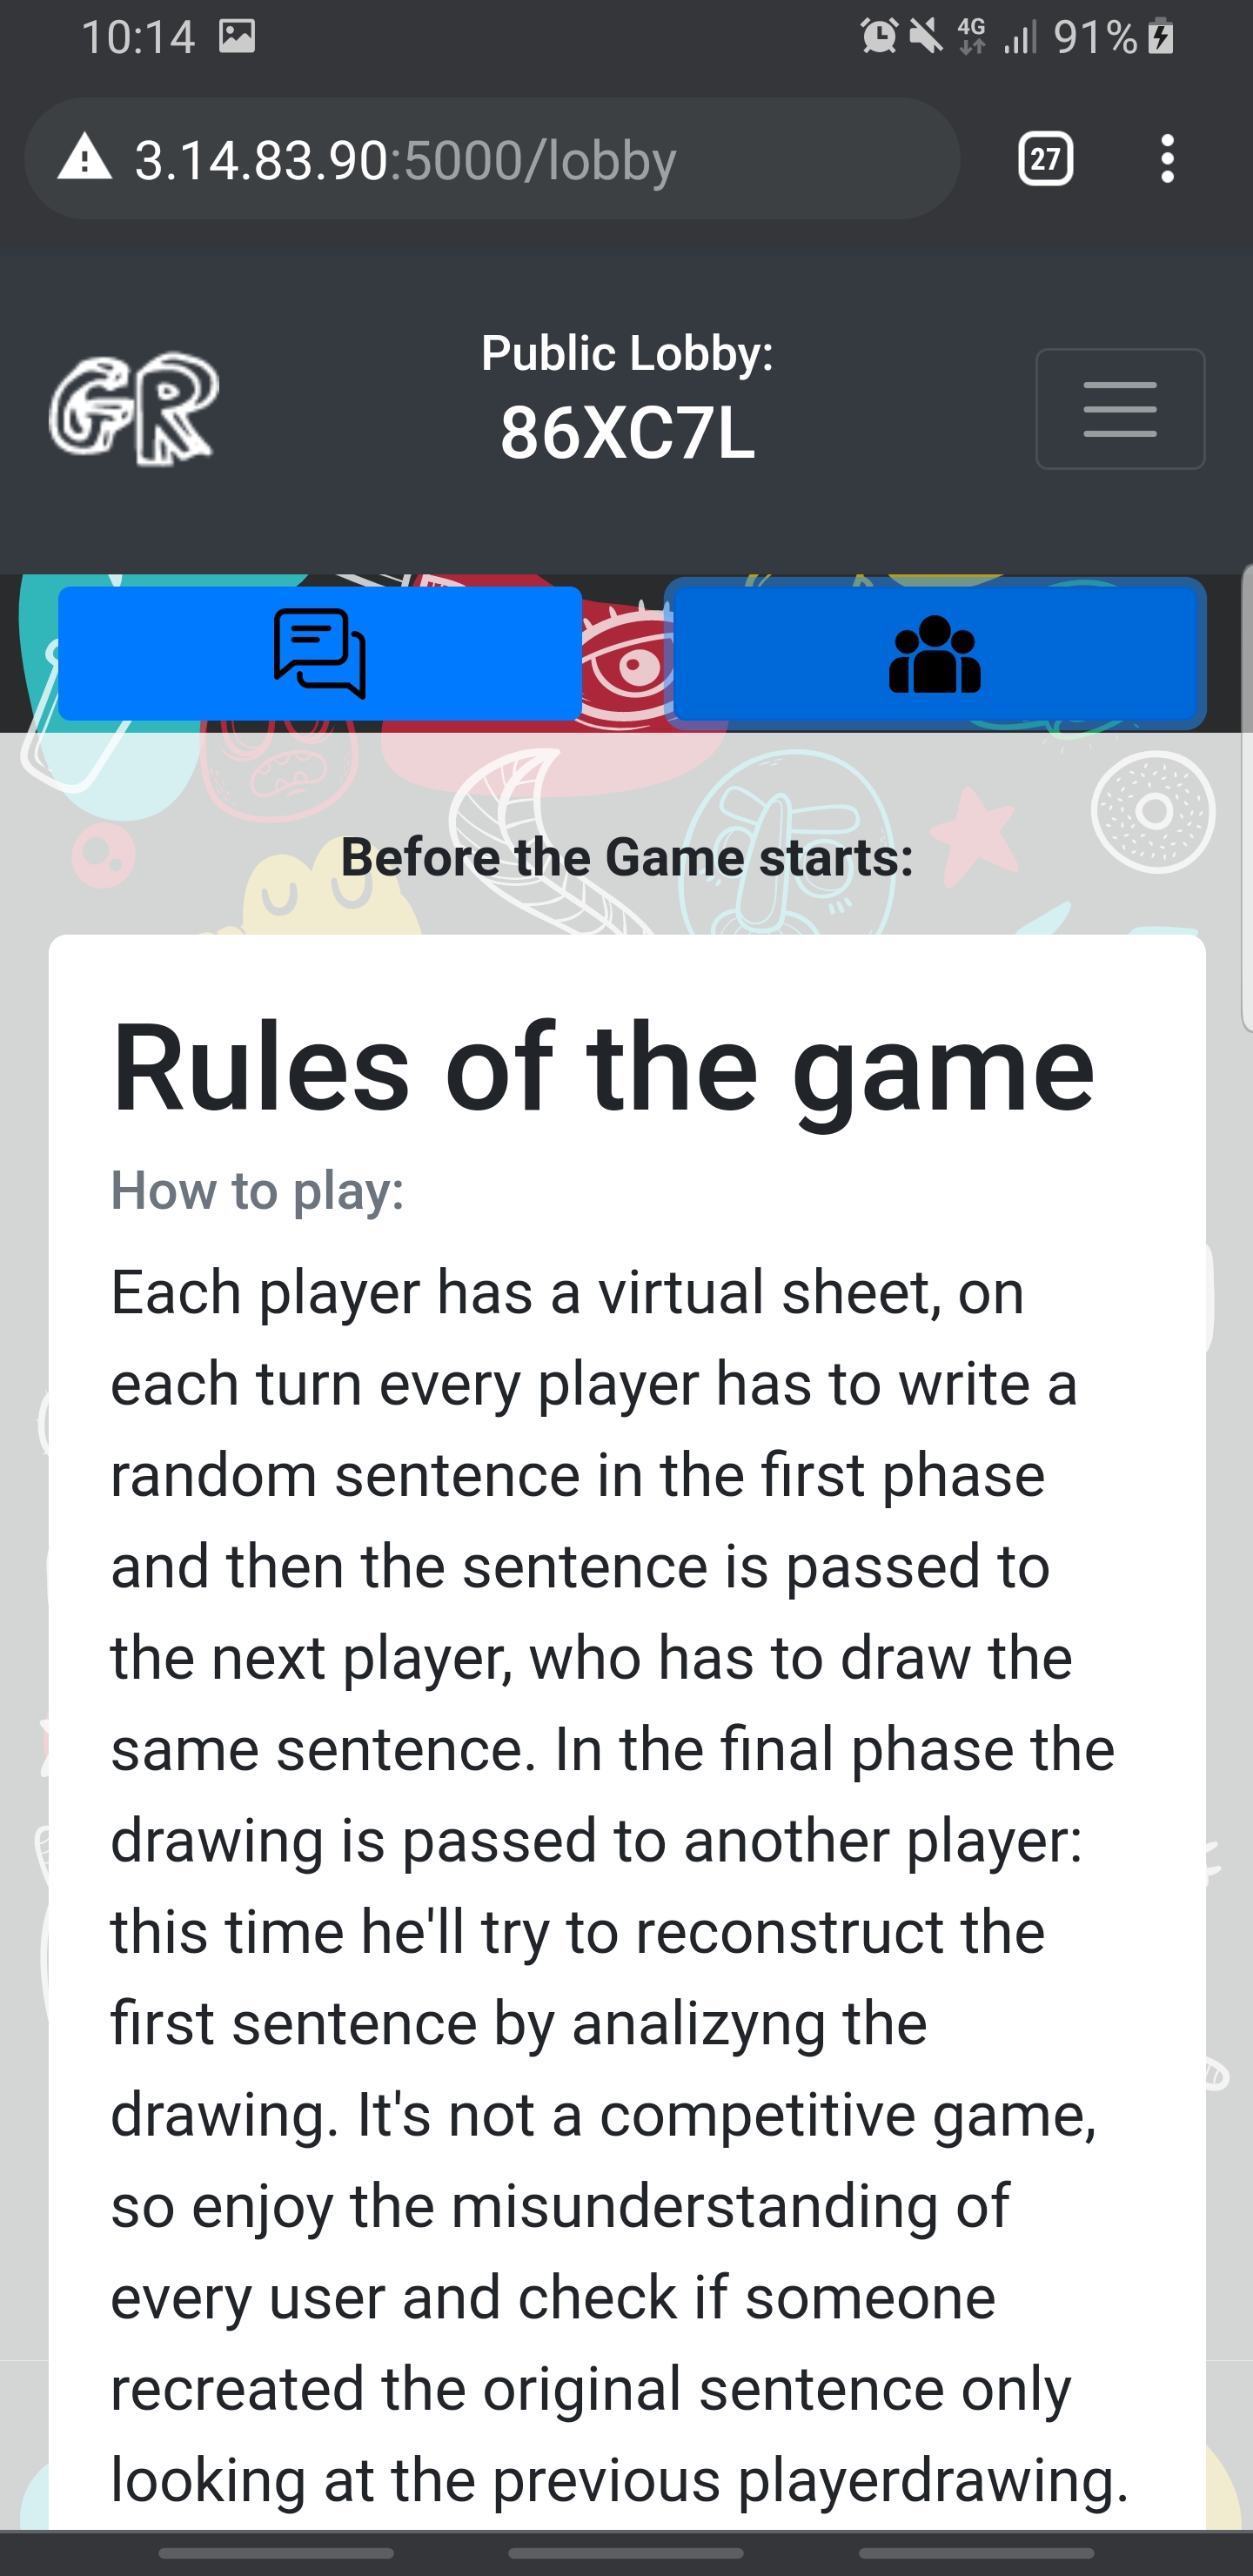 10:14
4G
91%
3.14.83.90:5000/lobby
27
GR
Public Lobby:
86XC7L
Before the Game starts:
Rules of the game
How to play:
Each player has a virtual sheet, on
each turn every player has to write a
random sentence in the first phase
and then the sentence is passed to
the next player, who has to draw the
same sentence. In the final phase the
drawing is passed to another player:
this time he'll try to reconstruct the
first sentence by analizyng the
drawing. It's not a competitive game,
so enjoy the misunderstanding of
every user and check if someone
recreated the original sentence only
looking at the previous playerdrawing.